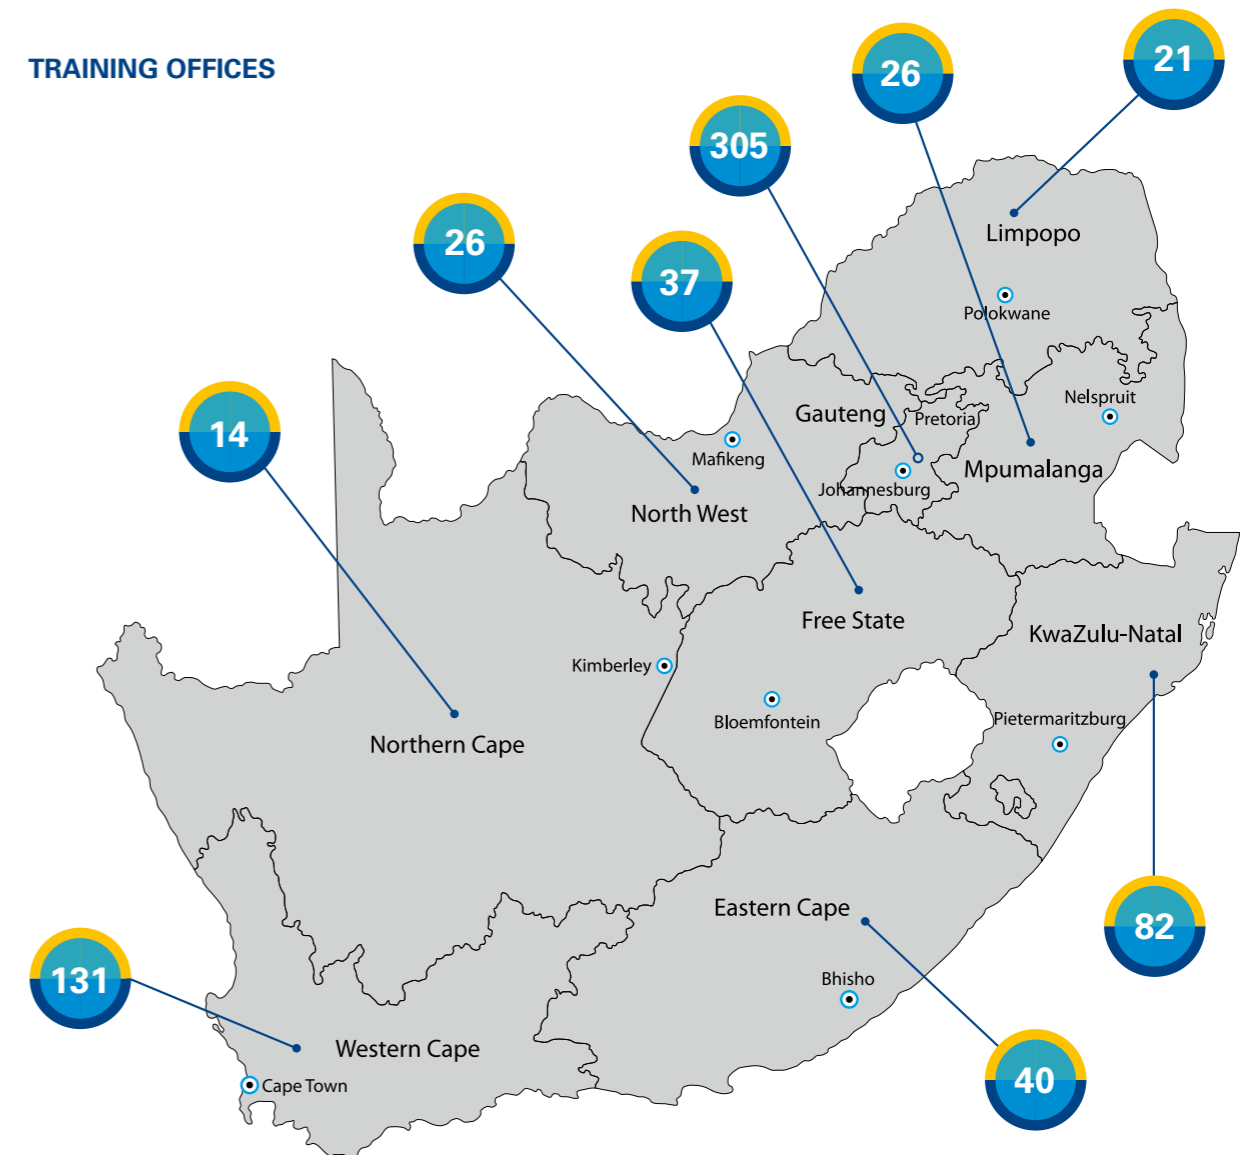 TRAINING OFFICES
21
26
305
26
37
14
Limpopo
Polokwane
Nelspruit
Gauteng
Pretoria
Mafikeng
Mpumalanga
Johannesburg
North West
Free State
KwaZulu-Natal
Kimberley
Bloemfontein
Pietermaritzburg
Northern Cape
Eastern Cape
82
131
Bhisho
Western Cape
Cape Town
40